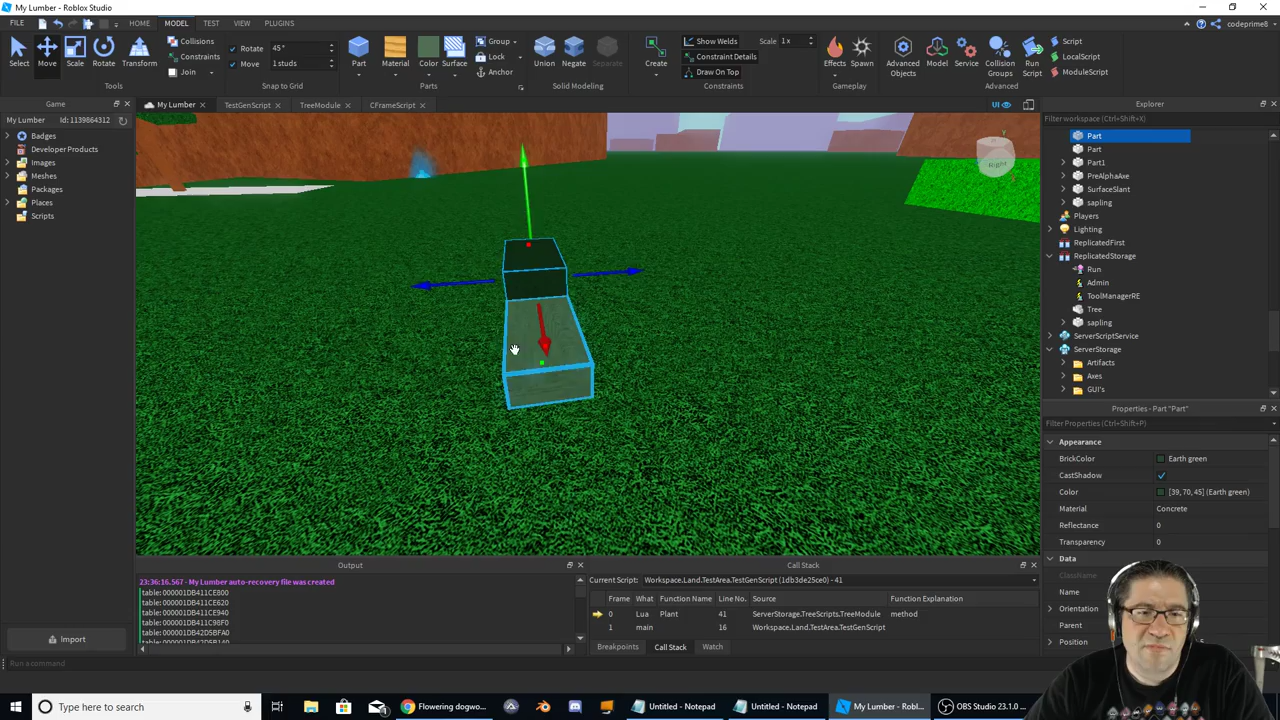 My Lumber - Roblox Studio
FILE HOME MODEL TEST VIEW PLUGINS codeprime8
Select Move Scale Rotate Transform
Collisions
Constraints
Join
Tools
Rotate 45°
Move 1 studs
Snap to Grid
Part Material Color Surface
Group
Lock
Anchor
Parts
Union Negate Separate
Solid Modeling
Create
Show Welds Scale 1 x
Constraint Details
Draw On Top
Constraints
Effects Spawn
Gameplay
Advanced Objects Model Service Collision Groups Run Script
Script
LocalScript
ModuleScript
Advanced
Game
My Lumber Id: 1139864312
Badges
Developer Products
Images
Meshes
Packages
Places
Scripts
Import
My Lumber TestGenScript TreeModule CFrameScript UI
Right
Explorer
Filter workspace (Ctrl+Shift+X)
Part
Part
Part1
PreAlphaAxe
SurfaceSlant
sapling
Players
Lighting
ReplicatedFirst
ReplicatedStorage
Run
Admin
ToolManagerRE
Tree
sapling
ServerScriptService
ServerStorage
Artifacts
Axes
GUI's
Properties - Part "Part"
Filter Properties (Ctrl+Shift+P)
Appearance
BrickColor Earth green
CastShadow
Color [39, 70, 45] (Earth green)
Material Concrete
Reflectance 0
Transparency 0
Data
ClassName
Name
Orientation
Parent
Position
Output
23:36:16.567 - My Lumber auto-recovery file was created
table: 000001DB411CE800
table: 000001DB411CE620
table: 000001DB411CE940
table: 000001DB411C98F0
table: 000001DB42D5BFA0
Call Stack
Current Script: Workspace.Land.TestArea.TestGenScript (1db3de25ce0) - 41
Frame What Function Name Line No. Source Function Explanation
0 Lua Plant 41 ServerStorage.TreeScripts.TreeModule method
1 main 16 Workspace.Land.TestArea.TestGenScript
Breakpoints Call Stack Watch
Run a command
Type here to search
Flowering dogwo...
Untitled - Notepad
Untitled - Notepad
My Lumber - Robl...
OBS Studio 23.1.0 ...